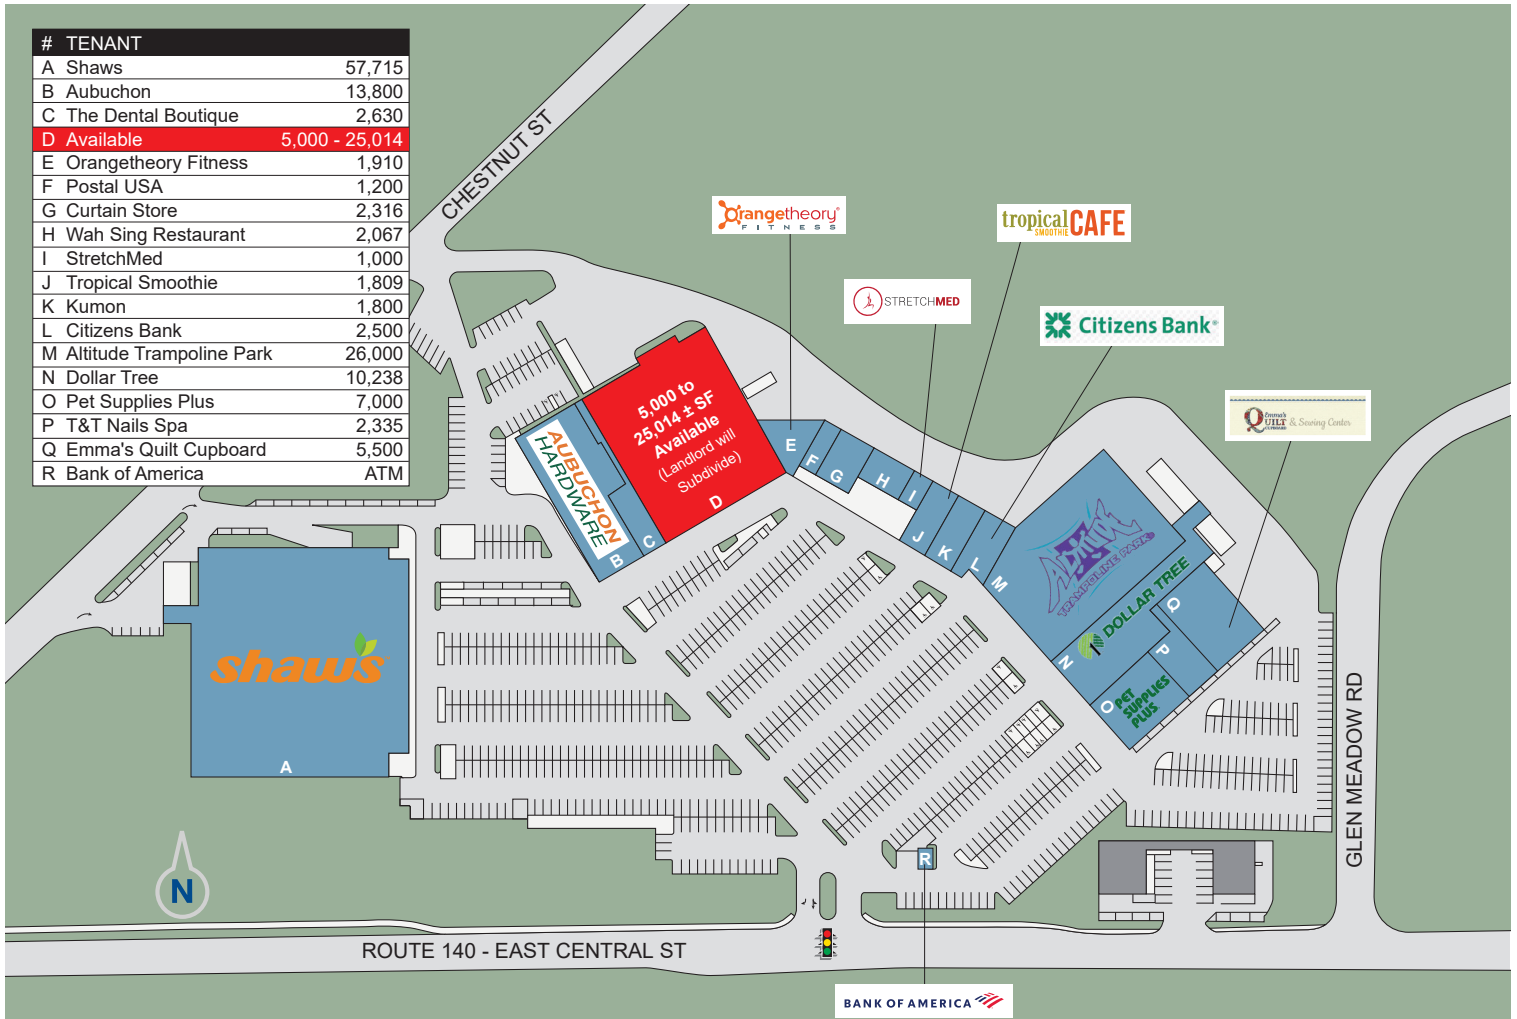 # TENANT
A Shaws 57,715
B Aubuchon 13,800
C The Dental Boutique 2,630
D Available 5,000 - 25,014
E Orangetheory Fitness 1,910
F Postal USA 1,200
G Curtain Store 2,316
H Wah Sing Restaurant 2,067
I StretchMed 1,000
J Tropical Smoothie 1,809
K Kumon 1,800
L Citizens Bank 2,500
M Altitude Trampoline Park 26,000
N Dollar Tree 10,238
O Pet Supplies Plus 7,000
P T&T Nails Spa 2,335
Q Emma's Quilt Cupboard 5,500
R Bank of America ATM
CHESTNUT ST
orangetheory®
FITNESS
tropical
SMOOTHIE
CAFE
STRETCHMED
Citizens Bank®
Emma's
QUILT
CUPBOARD
& Sewing Center
5,000 to
25,014 ± SF
Available
(Landlord will
Subdivide)
D
AUBUCHON
HARDWARE
B
C
E
F
G
H
I
J
K
L
M
ALTITUDE
TRAMPOLINE PARK
DOLLAR TREE
N
O
PET
SUPPLIES
PLUS
P
Q
shaw's
A
R
N
GLEN MEADOW RD
ROUTE 140 - EAST CENTRAL ST
BANK OF AMERICA